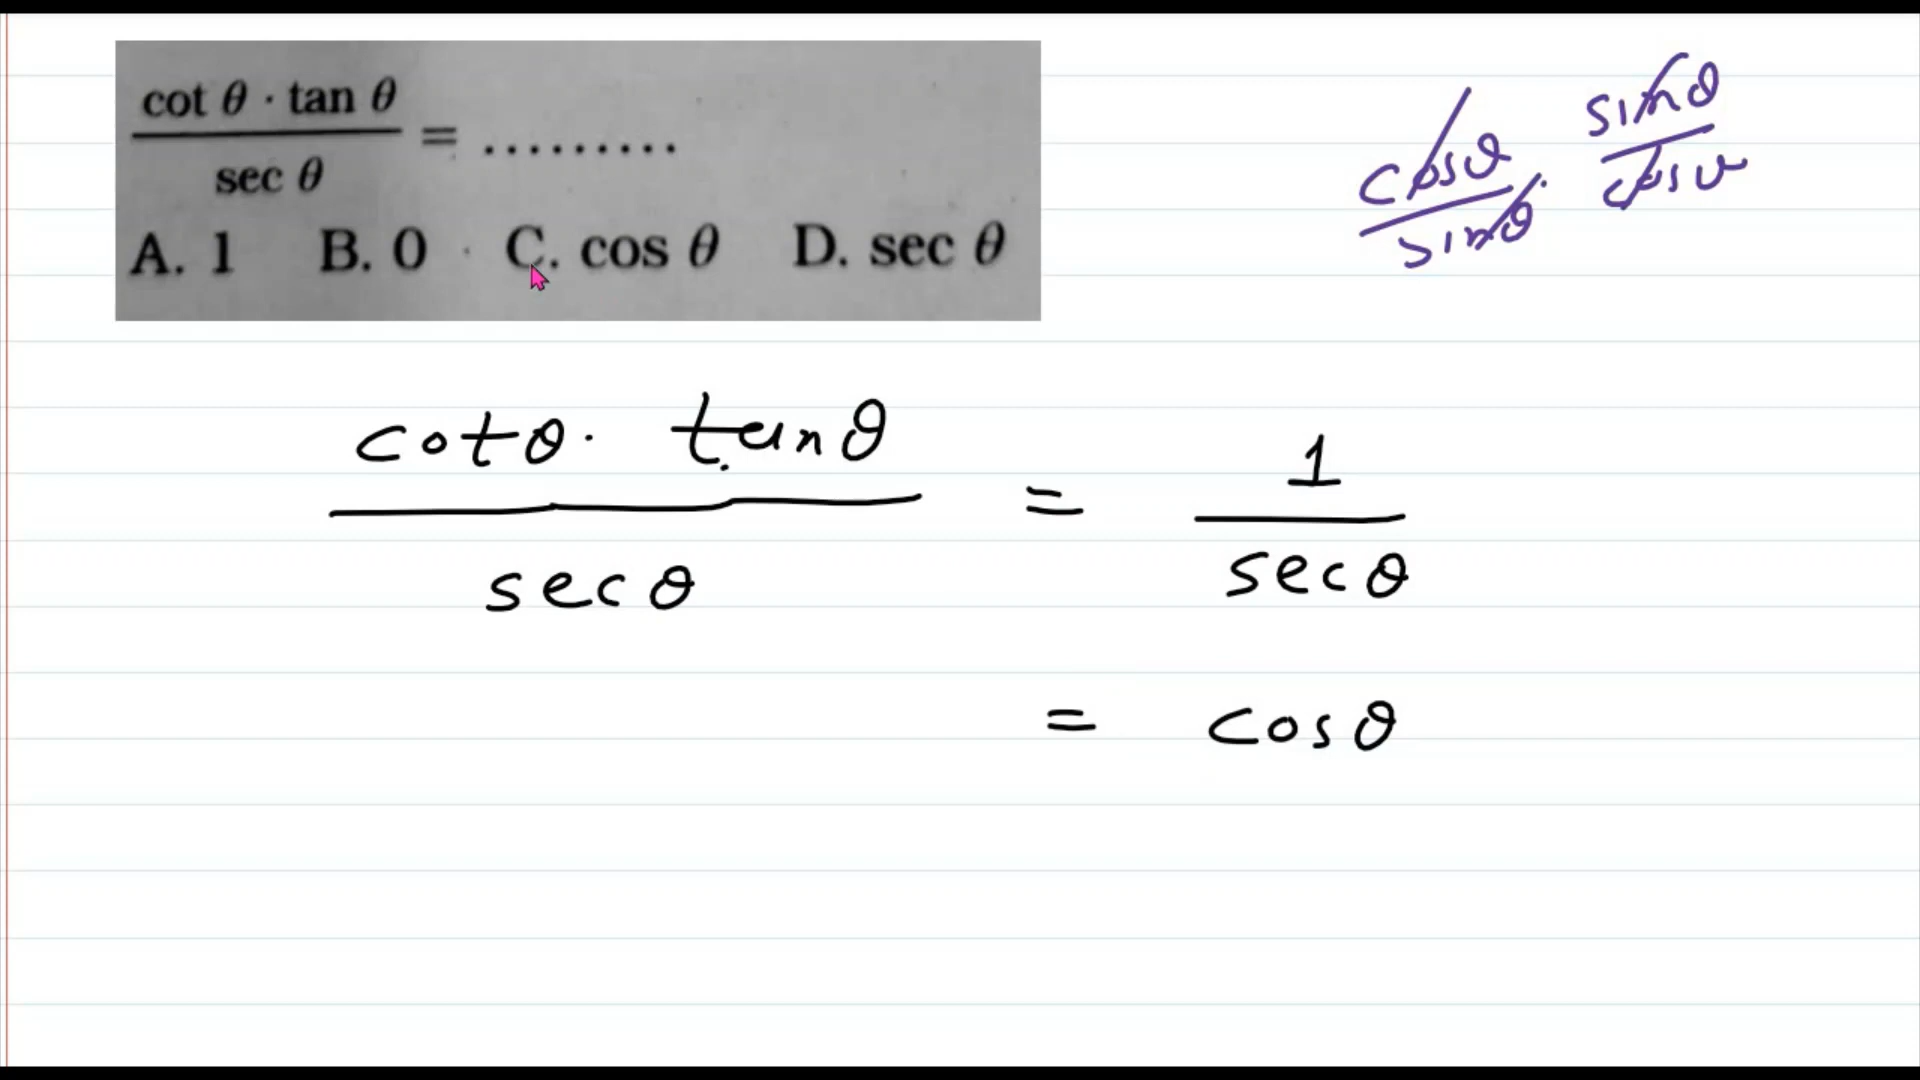 cot θ · tan θ
= .........
sec θ
A. 1 B. 0 C. cos θ D. sec θ
cosθ · sinθ
sinθ cosθ
cotθ · tanθ = 1
secθ secθ
= cosθ